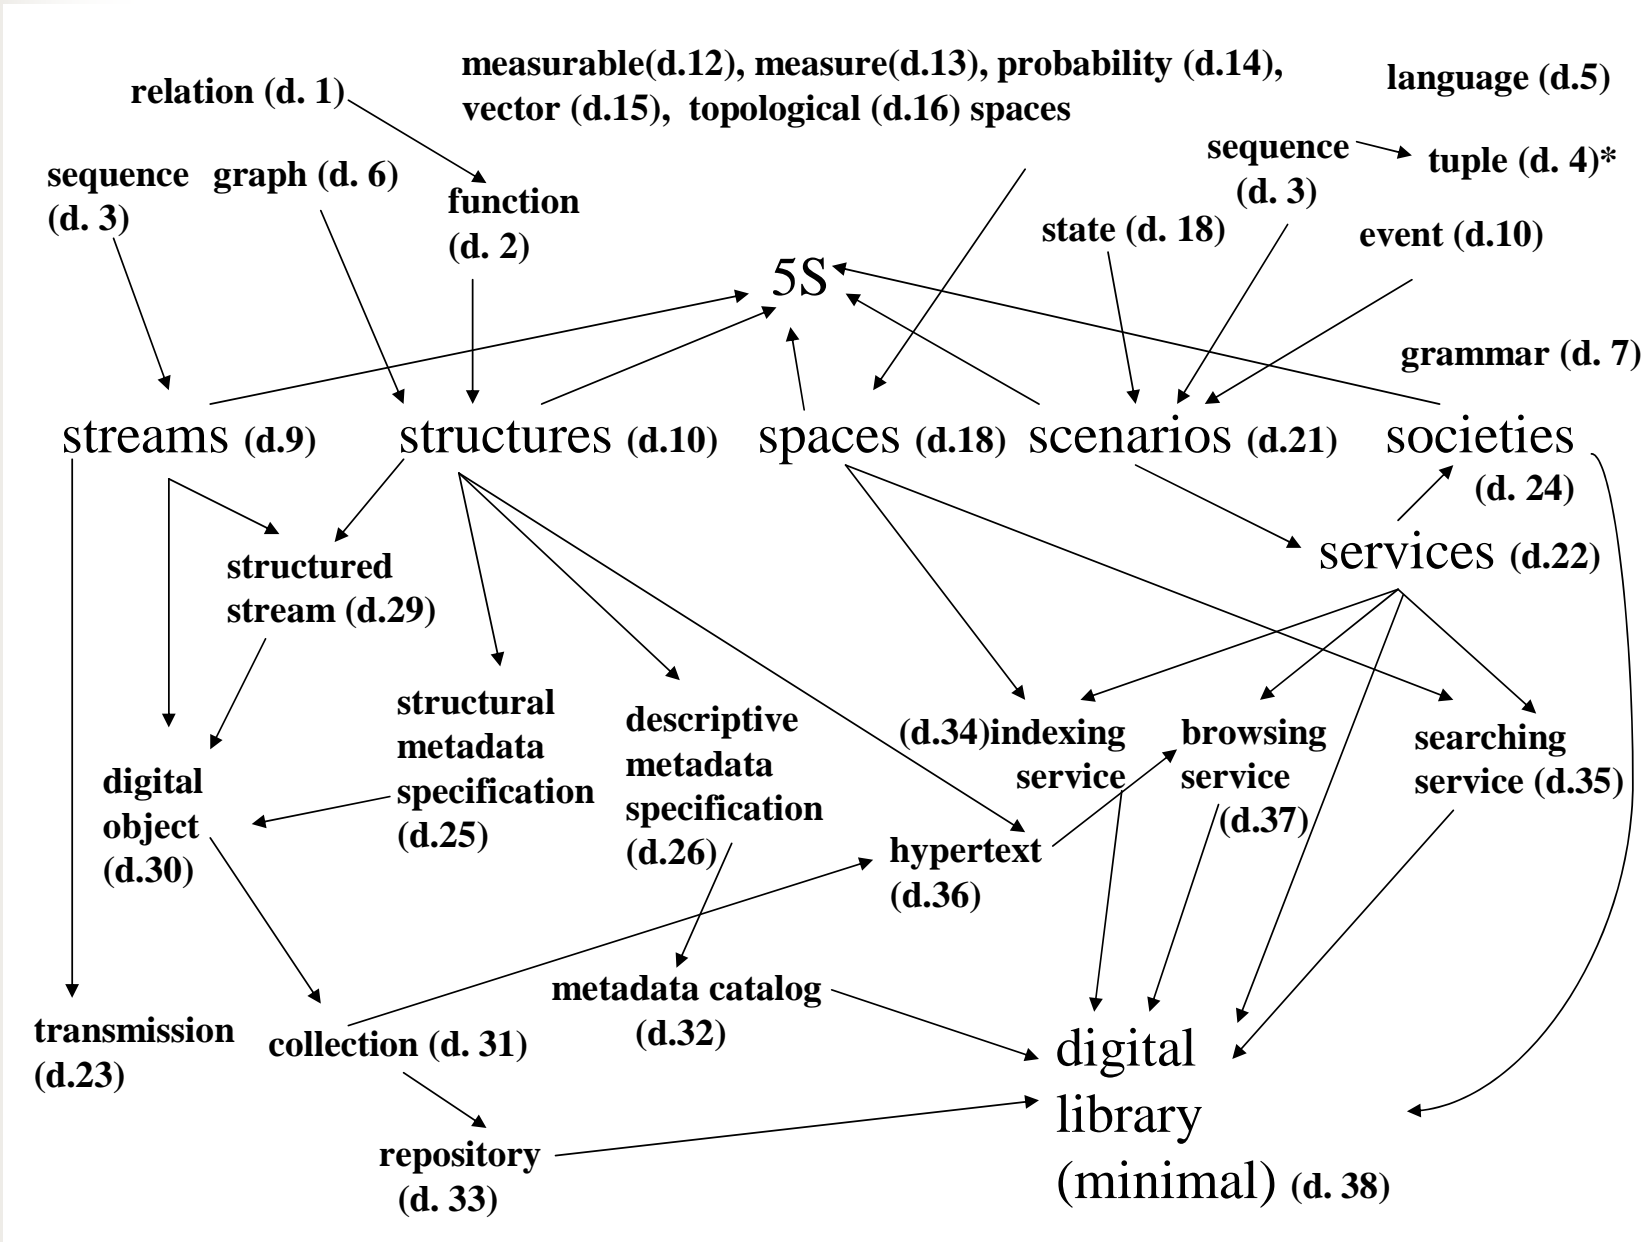 measurable(d.12), measure(d.13), probability (d.14),
vector (d.15),  topological (d.16) spaces
language (d.5)
relation (d. 1)
sequence
(d. 3)
graph (d. 6)
function
(d. 2)
sequence
(d. 3)
tuple (d. 4)*
state (d. 18)
event (d.10)
5S
grammar (d. 7)
streams (d.9)
structures (d.10)
spaces (d.18)
scenarios (d.21)
societies
(d. 24)
services (d.22)
structured
stream (d.29)
structural
metadata
specification
(d.25)
descriptive
metadata
specification
(d.26)
(d.34)indexing
service
browsing
service
(d.37)
searching
service (d.35)
digital
object
(d.30)
hypertext
(d.36)
metadata catalog
(d.32)
transmission
(d.23)
collection (d. 31)
repository
(d. 33)
digital
library
(minimal) (d. 38)